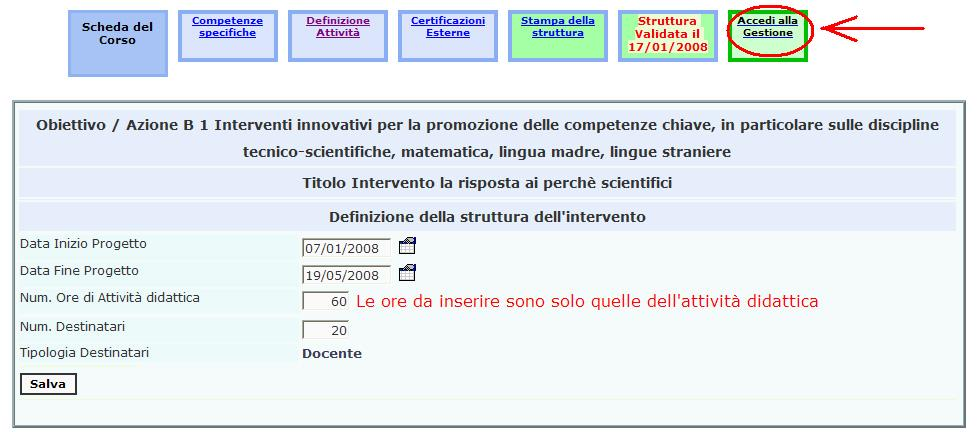 Scheda del
Corso
Competenze
specifiche
Definizione
Attività
Certificazioni
Esterne
Stampa della
struttura
Struttura
Validata il
17/01/2008
Accedi alla
Gestione
Obiettivo / Azione B 1 Interventi innovativi per la promozione delle competenze chiave, in particolare sulle discipline
tecnico-scientifiche, matematica, lingua madre, lingue straniere
Titolo Intervento la risposta ai perchè scientifici
Definizione della struttura dell'intervento
Data Inizio Progetto 07/01/2008
Data Fine Progetto 19/05/2008
Num. Ore di Attività didattica 60 Le ore da inserire sono solo quelle dell'attività didattica
Num. Destinatari 20
Tipologia Destinatari Docente
Salva